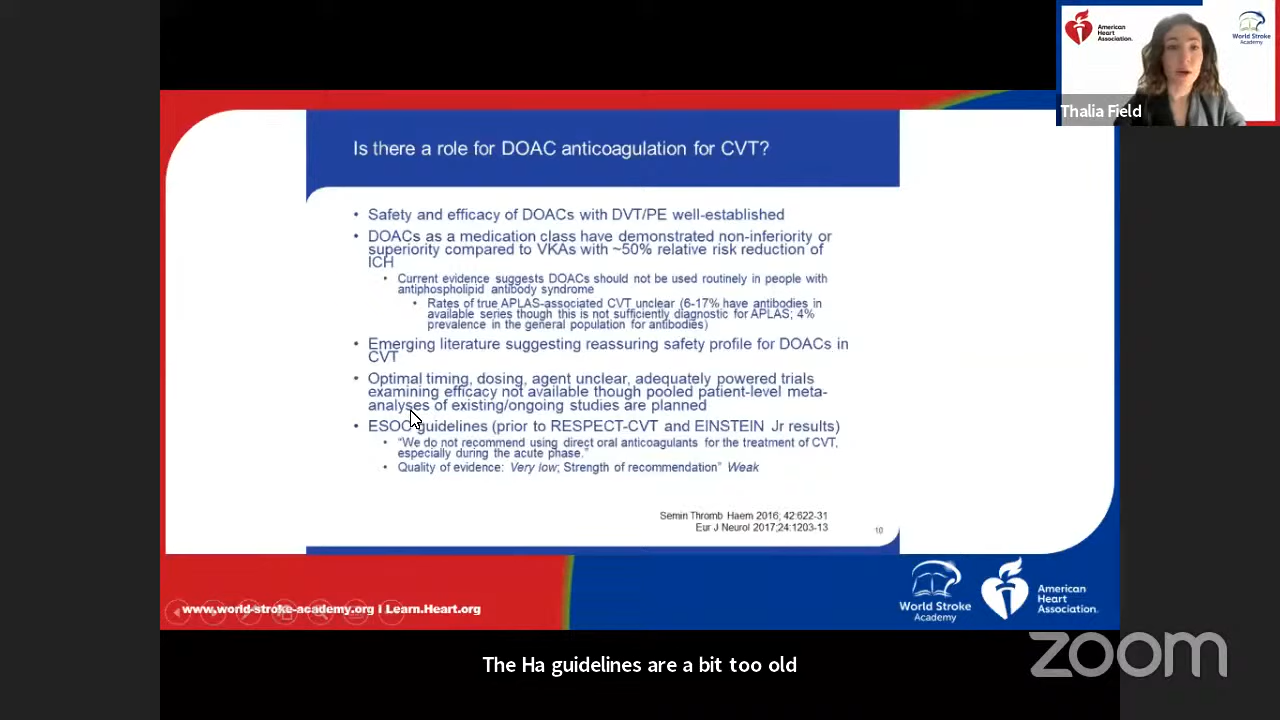 American
Heart
Association.
World Stroke
Academy
Thalia Field
Is there a role for DOAC anticoagulation for CVT?
• Safety and efficacy of DOACs with DVT/PE well-established
• DOACs as a medication class have demonstrated non-inferiority or
superiority compared to VKAs with ~50% relative risk reduction of
ICH
• Current evidence suggests DOACs should not be used routinely in people with
antiphospholipid antibody syndrome
• Rates of true APLAS-associated CVT unclear (6-17% have antibodies in
available series though this is not sufficiently diagnostic for APLAS; 4%
prevalence in the general population for antibodies)
• Emerging literature suggesting reassuring safety profile for DOACs in
CVT
• Optimal timing, dosing, agent unclear, adequately powered trials
examining efficacy not available though pooled patient-level meta-
analyses of existing/ongoing studies are planned
• ESOC guidelines (prior to RESPECT-CVT and EINSTEIN Jr results)
• "We do not recommend using direct oral anticoagulants for the treatment of CVT,
especially during the acute phase."
• Quality of evidence: Very low; Strength of recommendation" Weak
Semin Thromb Haem 2016; 42:622-31
Eur J Neurol 2017;24:1203-13
10
www.world-stroke-academy.org I Learn.Heart.org
World Stroke
Academy
American
Heart
Association.
The Ha guidelines are a bit too old
zoom